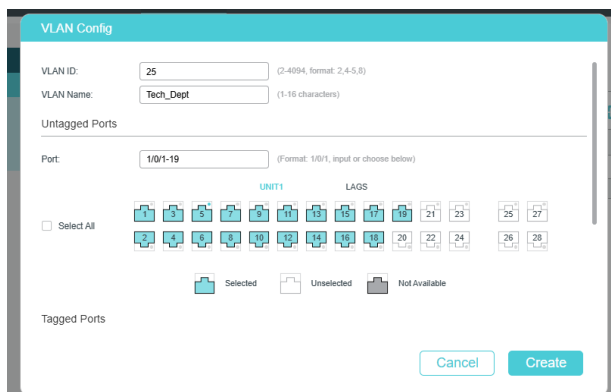 VLAN Config
VLAN ID: 25 (2-4094, format: 2,4-5,8)
VLAN Name: Tech_Dept (1-16 characters)
Untagged Ports
Port: 1/0/1-19 (Format: 1/0/1, input or choose below)
UNIT1 LAGS
1 3 5 7 9 11 13 15 17 19 21 23 25 27
Select All
2 4 6 8 10 12 14 16 18 20 22 24 26 28
Selected Unselected Not Available
Tagged Ports
Cancel Create